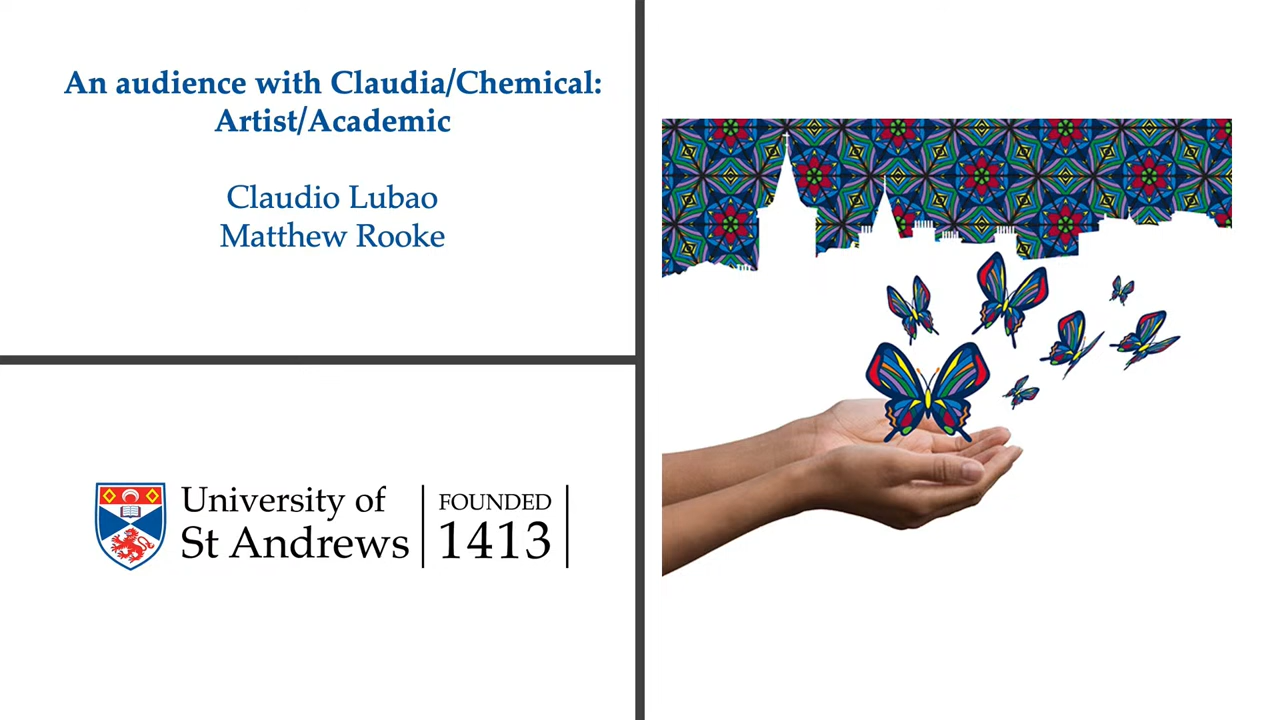 An audience with Claudia/Chemical:
Artist/Academic
Claudio Lubao
Matthew Rooke
University of
St Andrews
FOUNDED
1413